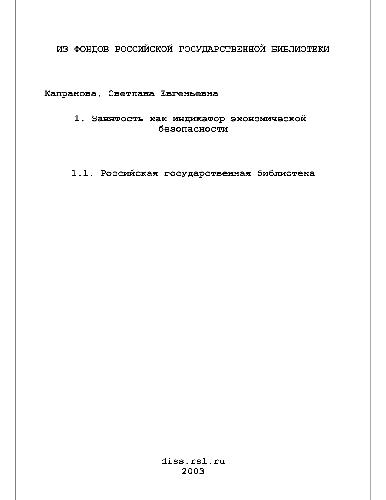 ИЗ ФОНДОВ РОССИЙСКОЙ ГОСУДАРСТВЕННОЙ БИБЛИОТЕКИ
Капранова, Светлана Евгеньевна
1. Занятость как индикатор экономической
безопасности
1.1. Российская государственная библиотека
diss.rsl.ru
2003